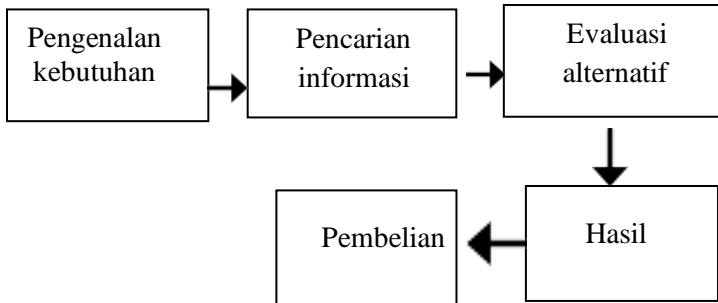 Pengenalan
kebutuhan
Pencarian
informasi
Evaluasi
alternatif
Hasil
Pembelian